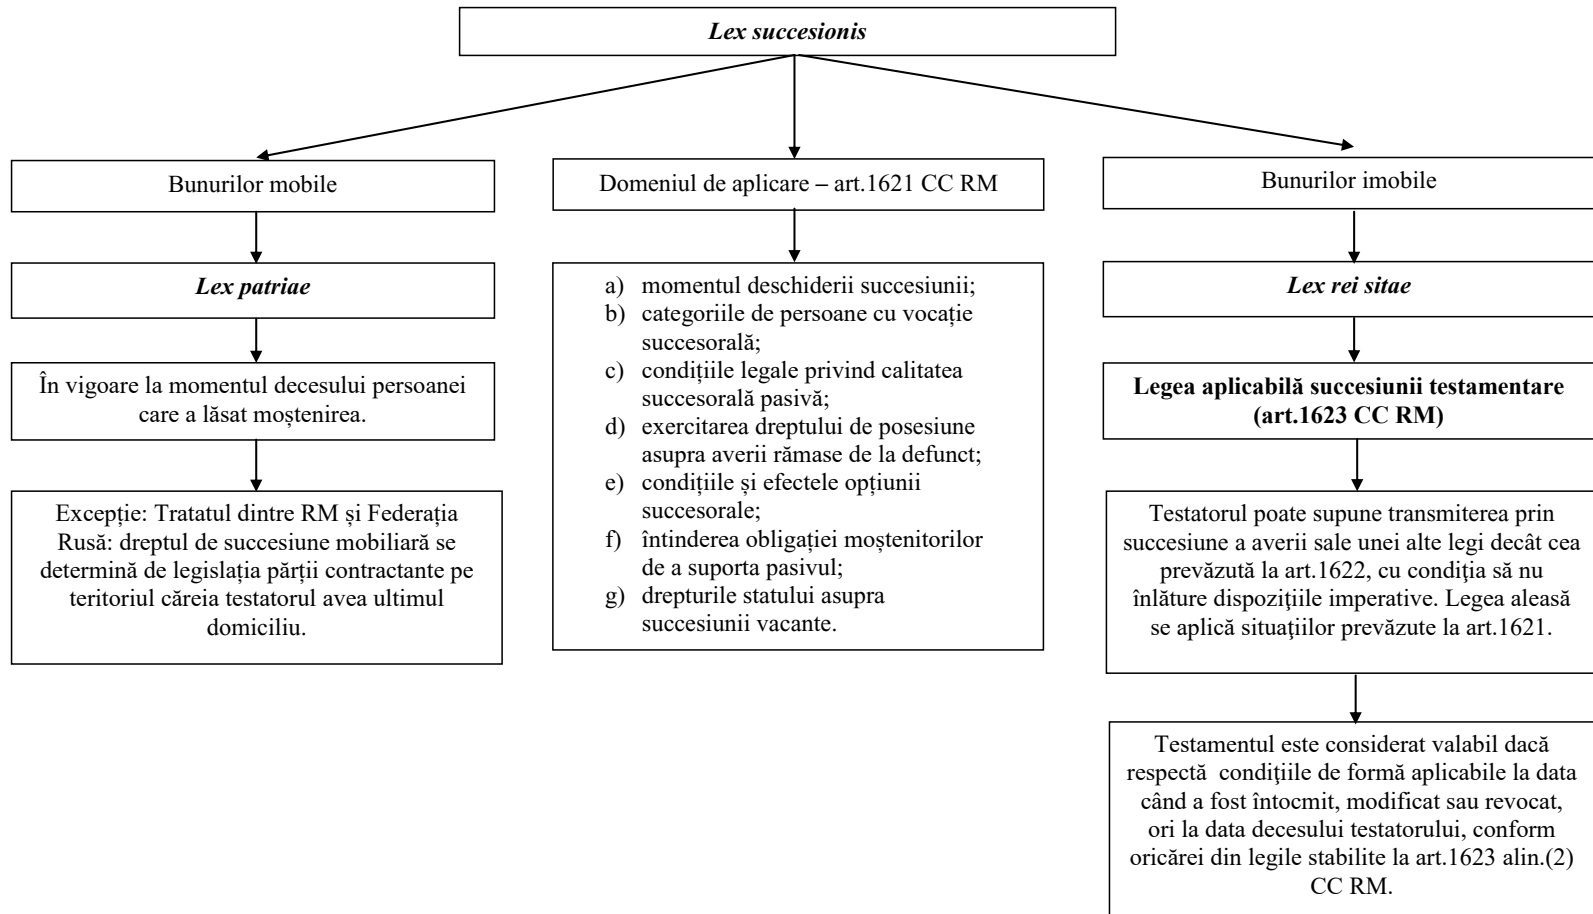 Lex succesionis
Bunurilor mobile
Lex patriae
În vigoare la momentul decesului persoanei
care a lăsat moștenirea.
Excepție: Tratatul dintre RM și Federația
Rusă: dreptul de succesiune mobiliară se
determină de legislația părții contractante pe
teritoriul căreia testatorul avea ultimul
domiciliu.
Domeniul de aplicare – art.1621 CC RM
a) momentul deschiderii succesiunii;
b) categoriile de persoane cu vocație
succesorală;
c) condițiile legale privind calitatea
succesorală pasivă;
d) exercitarea dreptului de posesiune
asupra averii rămase de la defunct;
e) condițiile și efectele opțiunii
succesorale;
f) întinderea obligației moștenitorilor
de a suporta pasivul;
g) drepturile statului asupra
succesiunii vacante.
Bunurilor imobile
Lex rei sitae
Legea aplicabilă succesiunii testamentare
(art.1623 CC RM)
Testatorul poate supune transmiterea prin
succesiune a averii sale unei alte legi decât cea
prevăzută la art.1622, cu condiţia să nu
înlăture dispoziţiile imperative. Legea aleasă
se aplică situaţiilor prevăzute la art.1621.
Testamentul este considerat valabil dacă
respectă condiţiile de formă aplicabile la data
când a fost întocmit, modificat sau revocat,
ori la data decesului testatorului, conform
oricărei din legile stabilite la art.1623 alin.(2)
CC RM.